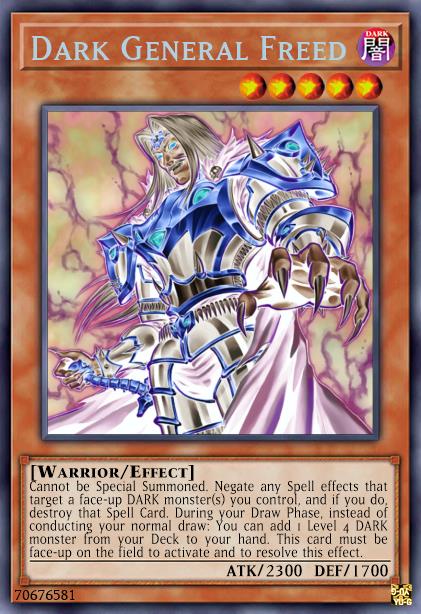 DARK GENERAL FREED
DARK
闇
[WARRIOR/EFFECT]
Cannot be Special Summoned. Negate any Spell effects that
target a face-up DARK monster(s) you control, and if you do,
destroy that Spell Card. During your Draw Phase, instead of
conducting your normal draw: You can add 1 Level 4 DARK
monster from your Deck to your hand. This card must be
face-up on the field to activate and to resolve this effect.
ATK/2300 DEF/1700
70676581